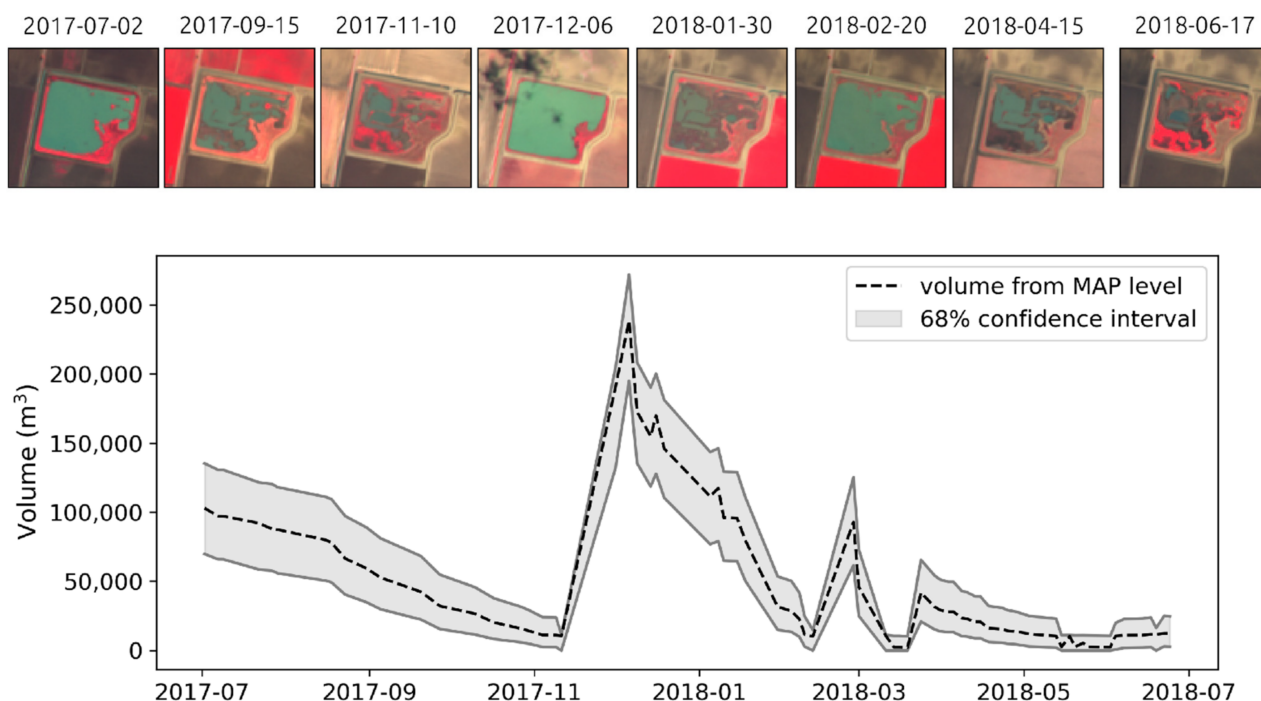 2017-07-02 2017-09-15 2017-11-10 2017-12-06 2018-01-30 2018-02-20 2018-04-15 2018-06-17
volume from MAP level
68% confidence interval
Volume (m³)
250,000
200,000
150,000
100,000
50,000
0
2017-07 2017-09 2017-11 2018-01 2018-03 2018-05 2018-07